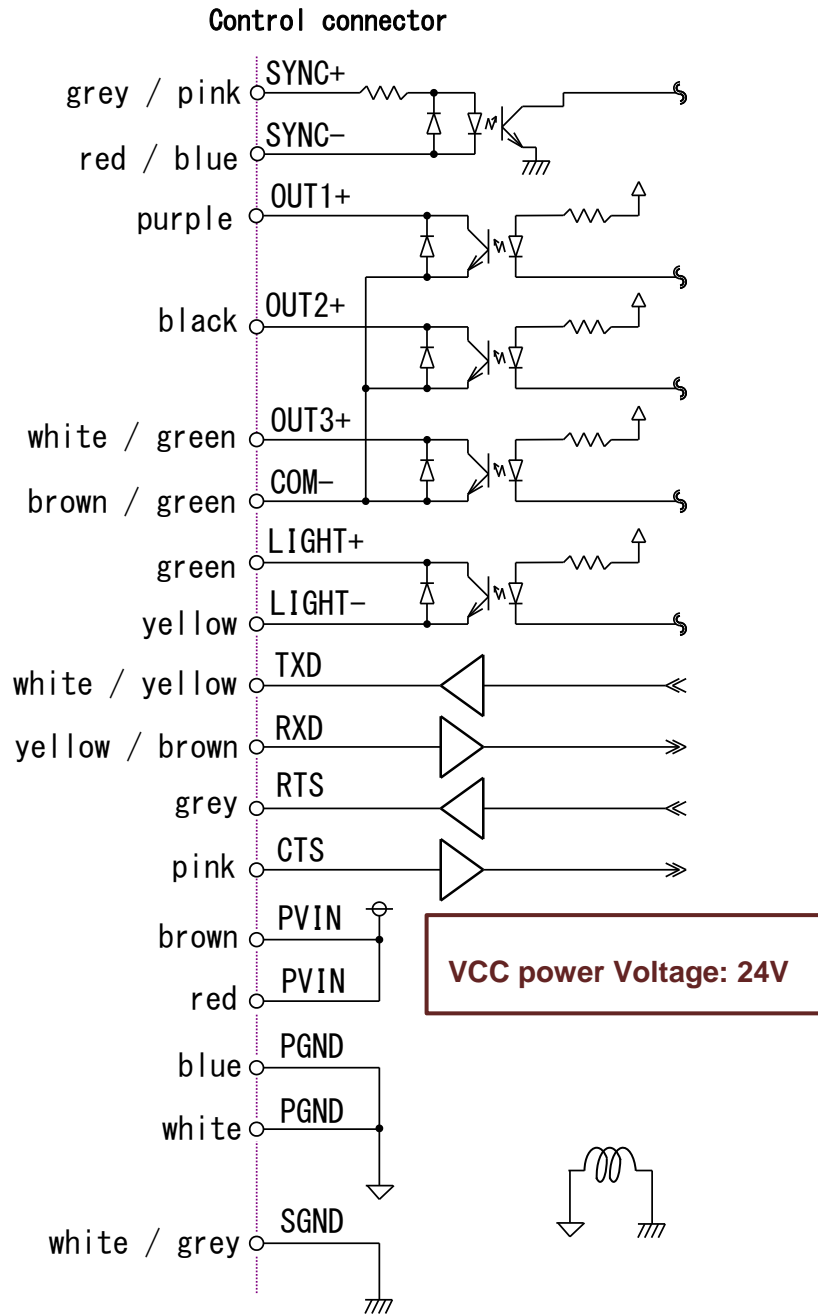 Control connector
grey / pink SYNC+
red / blue SYNC-
purple OUT1+
black OUT2+
white / green OUT3+
brown / green COM-
green LIGHT+
yellow LIGHT-
white / yellow TXD
yellow / brown RXD
grey RTS
pink CTS
brown PVIN
VCC power Voltage: 24V
red PVIN
blue PGND
white PGND
white / grey SGND